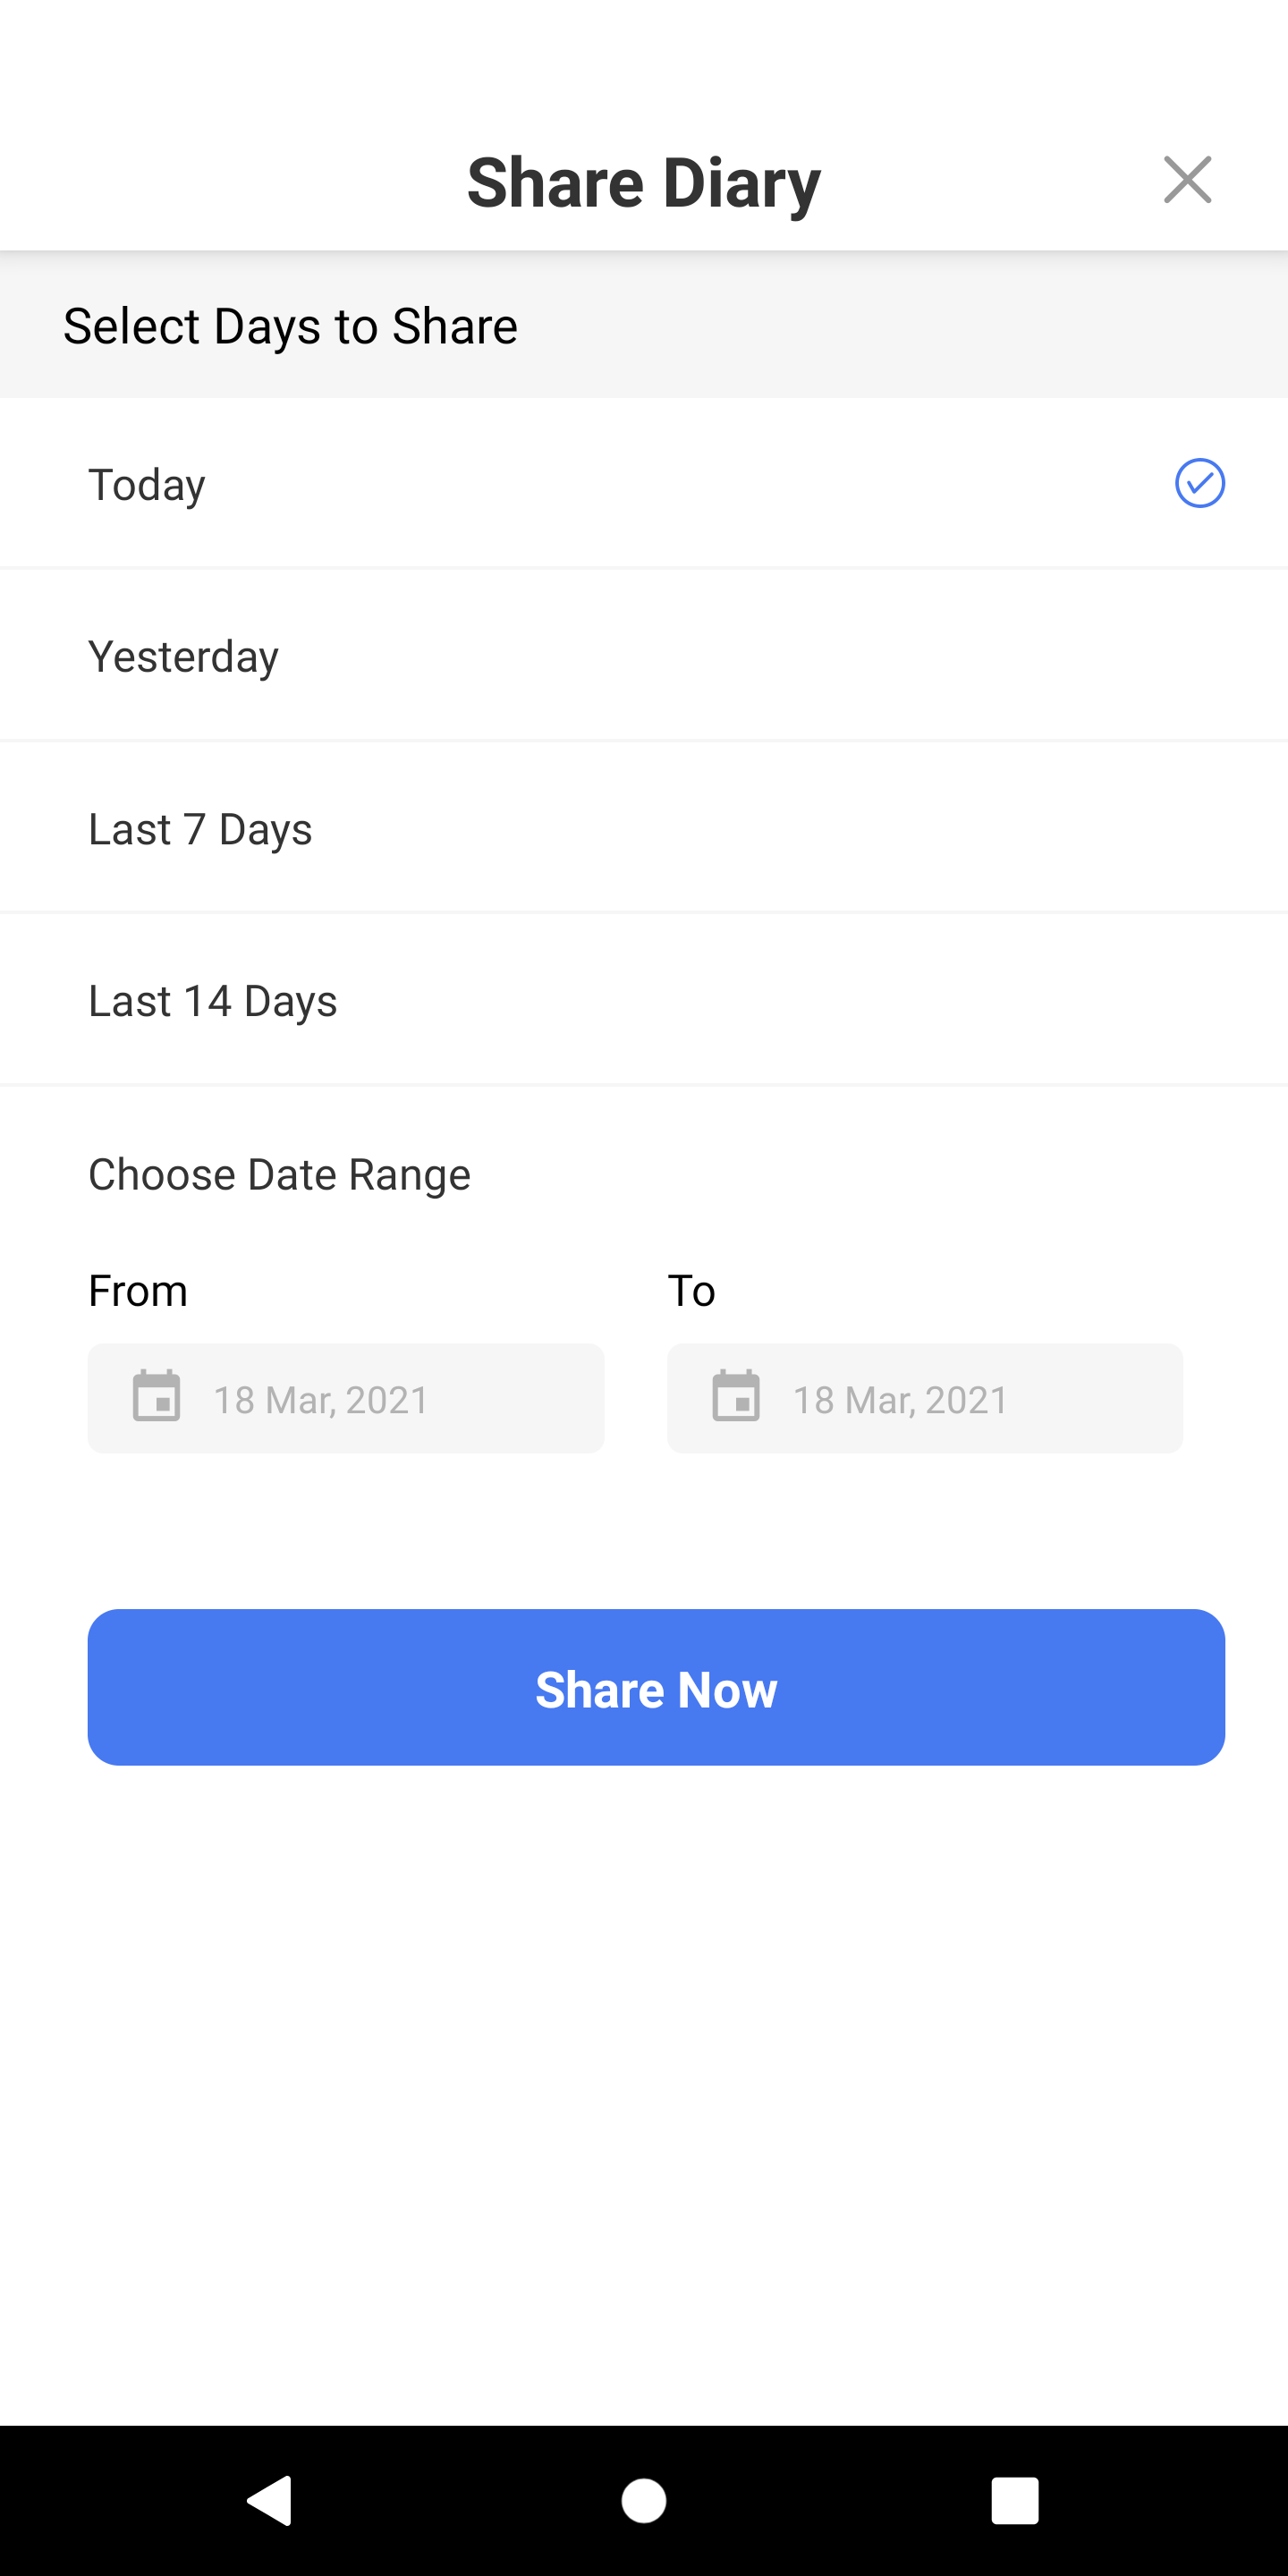 Share Diary
Select Days to Share
Today
Yesterday
Last 7 Days
Last 14 Days
Choose Date Range
From To
18 Mar, 2021 18 Mar, 2021
Share Now